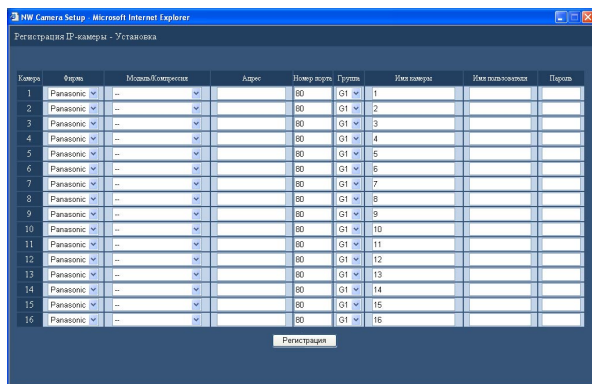 NW Camera Setup - Microsoft Internet Explorer
Регистрация IP-камеры - Установка
Камера Фирма Модель/Компрессия Адрес Номер порта Группа Имя камеры Имя пользователя Пароль
1 Panasonic -- 80 G1 1
2 Panasonic -- 80 G1 2
3 Panasonic -- 80 G1 3
4 Panasonic -- 80 G1 4
5 Panasonic -- 80 G1 5
6 Panasonic -- 80 G1 6
7 Panasonic -- 80 G1 7
8 Panasonic -- 80 G1 8
9 Panasonic -- 80 G1 9
10 Panasonic -- 80 G1 10
11 Panasonic -- 80 G1 11
12 Panasonic -- 80 G1 12
13 Panasonic -- 80 G1 13
14 Panasonic -- 80 G1 14
15 Panasonic -- 80 G1 15
16 Panasonic -- 80 G1 16
Регистрация